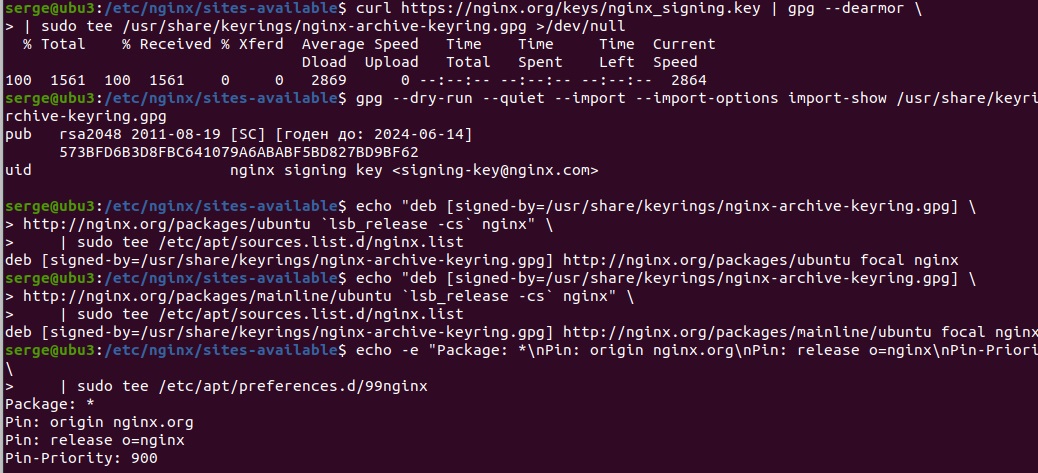 serge@ubu3:/etc/nginx/sites-available$ curl https://nginx.org/keys/nginx_signing.key | gpg --dearmor \
> | sudo tee /usr/share/keyrings/nginx-archive-keyring.gpg >/dev/null
  % Total    % Received % Xferd  Average Speed   Time    Time     Time  Current
                                 Dload  Upload   Total   Spent    Left  Speed
100  1561  100  1561    0     0   2869      0 --:--:-- --:--:-- --:--:--  2864
serge@ubu3:/etc/nginx/sites-available$ gpg --dry-run --quiet --import --import-options import-show /usr/share/keyri
rchive-keyring.gpg
pub   rsa2048 2011-08-19 [SC] [годен до: 2024-06-14]
      573BFD6B3D8FBC641079A6ABABF5BD827BD9BF62
uid                      nginx signing key <signing-key@nginx.com>
serge@ubu3:/etc/nginx/sites-available$ echo "deb [signed-by=/usr/share/keyrings/nginx-archive-keyring.gpg] \
> http://nginx.org/packages/ubuntu `lsb_release -cs` nginx" \
>     | sudo tee /etc/apt/sources.list.d/nginx.list
deb [signed-by=/usr/share/keyrings/nginx-archive-keyring.gpg] http://nginx.org/packages/ubuntu focal nginx
serge@ubu3:/etc/nginx/sites-available$ echo "deb [signed-by=/usr/share/keyrings/nginx-archive-keyring.gpg] \
> http://nginx.org/packages/mainline/ubuntu `lsb_release -cs` nginx" \
>     | sudo tee /etc/apt/sources.list.d/nginx.list
deb [signed-by=/usr/share/keyrings/nginx-archive-keyring.gpg] http://nginx.org/packages/mainline/ubuntu focal nginx
serge@ubu3:/etc/nginx/sites-available$ echo -e "Package: *\nPin: origin nginx.org\nPin: release o=nginx\nPin-Priori
\
>     | sudo tee /etc/apt/preferences.d/99nginx
Package: *
Pin: origin nginx.org
Pin: release o=nginx
Pin-Priority: 900